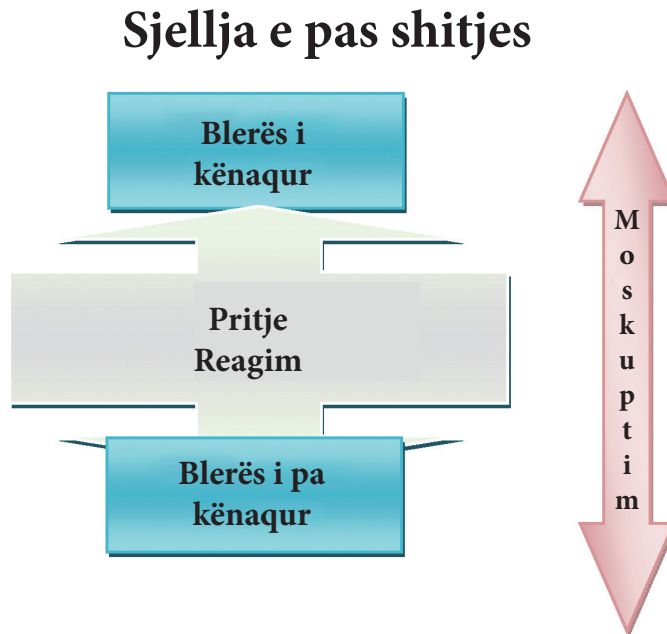 Sjellja e pas shitjes
Blerës i
kënaqur
Pritje
Reagim
Blerës i pa
kënaqur
M
o
s
k
u
p
t
i
m